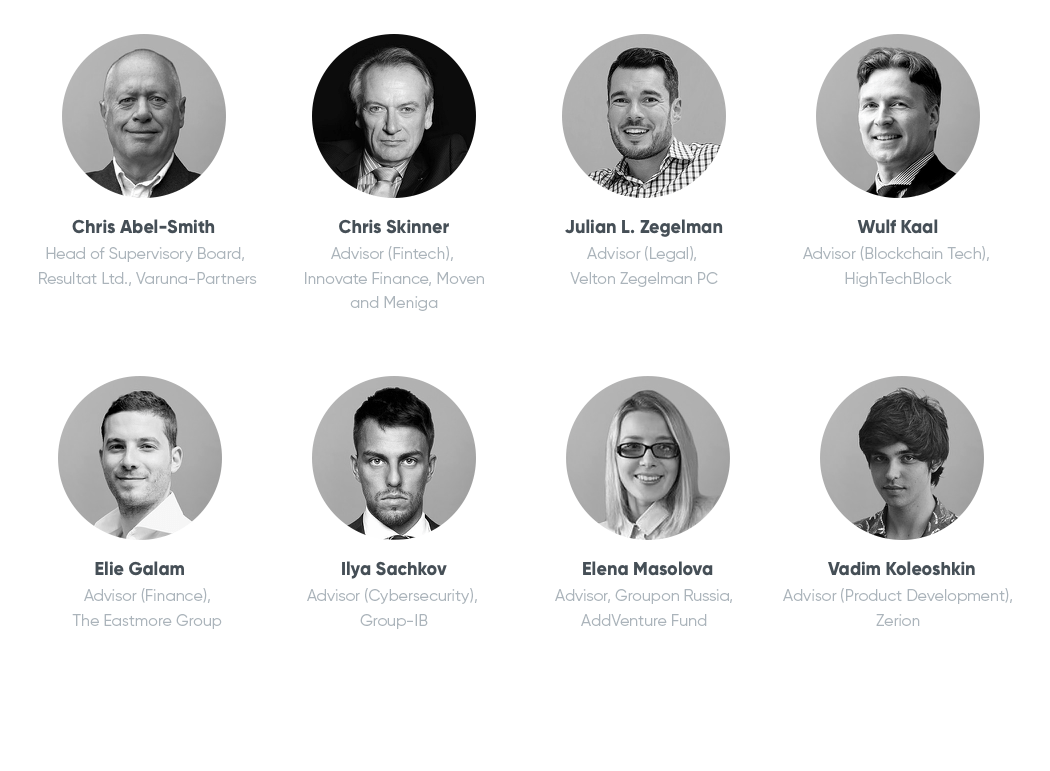 Chris Abel-Smith
Head of Supervisory Board,
Resultat Ltd., Varuna-Partners
Chris Skinner
Advisor (Fintech),
Innovate Finance, Moven
and Meniga
Julian L. Zegelman
Advisor (Legal),
Velton Zegelman PC
Wulf Kaal
Advisor (Blockchain Tech),
HighTechBlock
Elie Galam
Advisor (Finance),
The Eastmore Group
Ilya Sachkov
Advisor (Cybersecurity),
Group-IB
Elena Masolova
Advisor, Groupon Russia,
AddVenture Fund
Vadim Koleoshkin
Advisor (Product Development),
Zerion